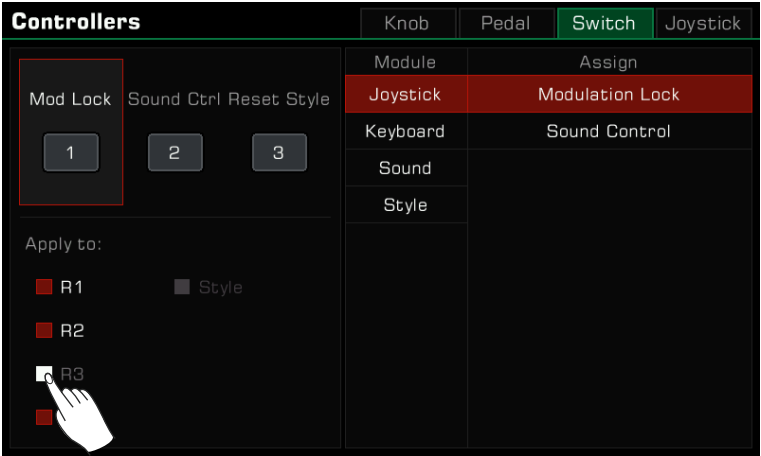 Controllers
Knob
Pedal
Switch
Joystick
Mod Lock
Sound Ctrl
Reset Style
1
2
3
Apply to:
R1
Style
R2
R3
Module
Assign
Joystick
Modulation Lock
Keyboard
Sound Control
Sound
Style